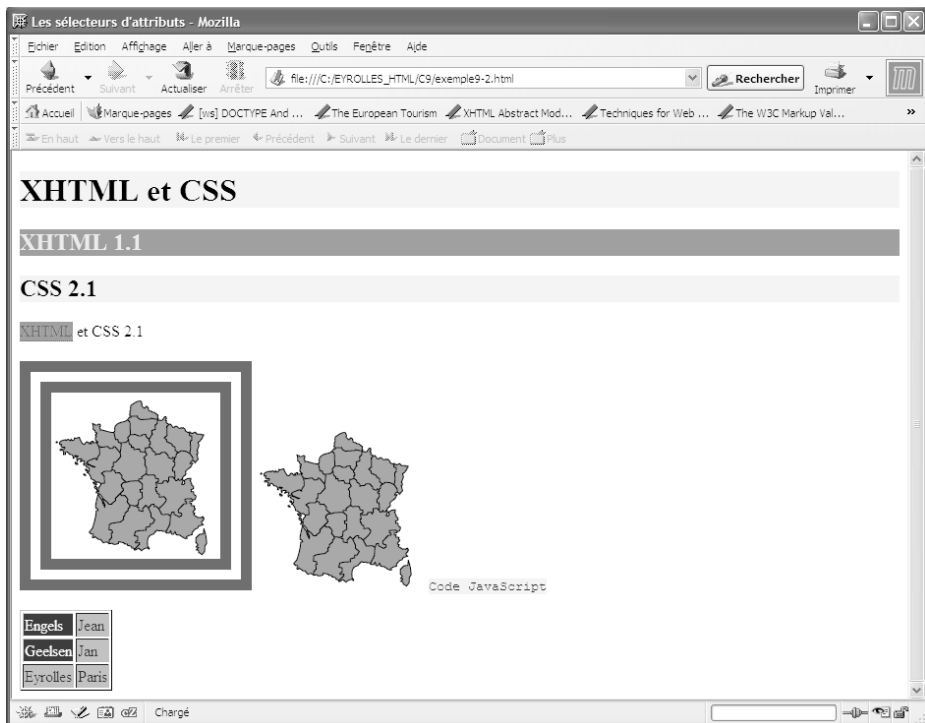 Les sélecteurs d'attributs - Mozilla
Fichier Edition Affichage Aller à Marque-pages Outils Fenêtre Aide
Précédent Suivant Actualiser Arrêter file:///C:/EYROLLES_HTML/C9/exemple9-2.html Rechercher Imprimer
Accueil Marque-pages [ws] DOCTYPE And ... The European Tourism XHTML Abstract Mod... Techniques for Web ... The W3C Markup Val... »
En haut Vers le haut Le premier Précédent Suivant Le dernier Document Plus
XHTML et CSS
XHTML 1.1
CSS 2.1
XHTML et CSS 2.1
Code JavaScript
Engels Jean
Geelsen Jan
Eyrolles Paris
Chargé